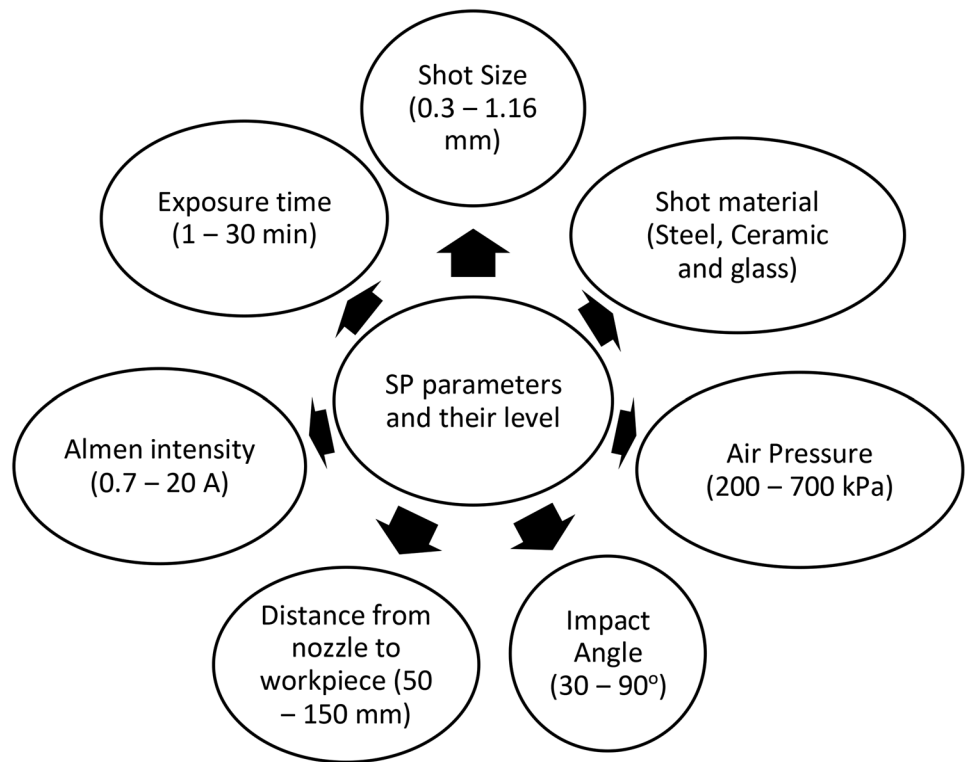 Shot Size
(0.3 – 1.16
mm)
Exposure time
(1 – 30 min)
Shot material
(Steel, Ceramic
and glass)
SP parameters
and their level
Almen intensity
(0.7 – 20 A)
Air Pressure
(200 – 700 kPa)
Distance from
nozzle to
workpiece (50
– 150 mm)
Impact
Angle
(30 – 90°)